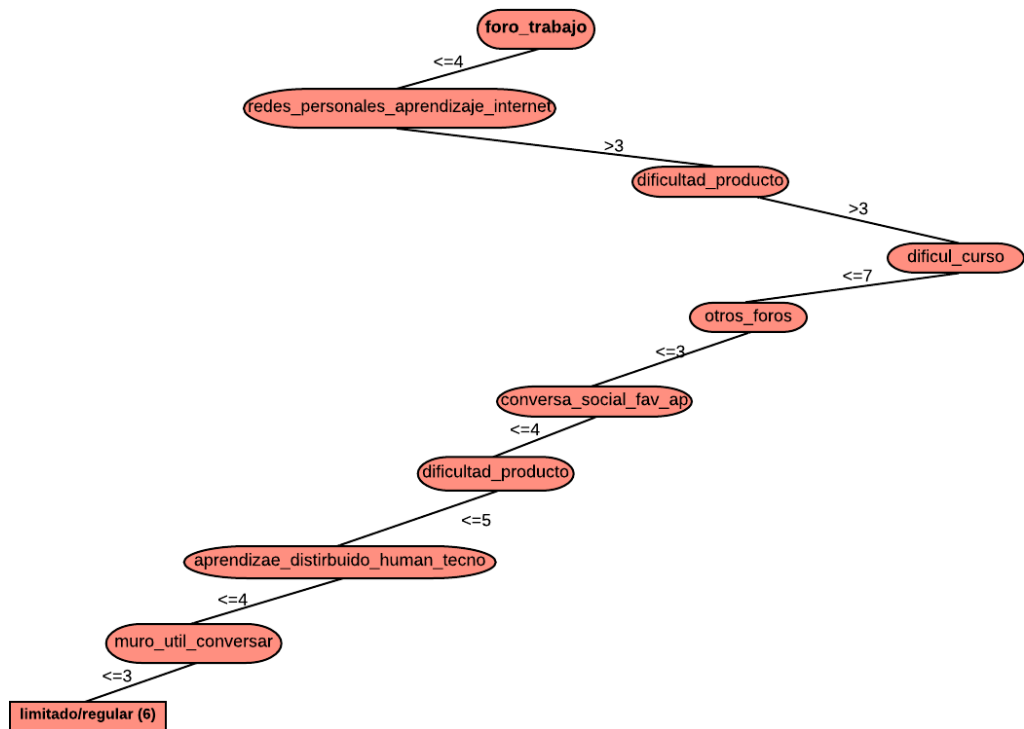 foro_trabajo
<=4
redes_personales_aprendizaje_internet
>3
dificultad_producto
>3
dificul_curso
<=7
otros_foros
<=3
conversa_social_fav_ap
<=4
dificultad_producto
<=5
aprendizae_distirbuido_human_tecno
<=4
muro_util_conversar
<=3
limitado/regular (6)